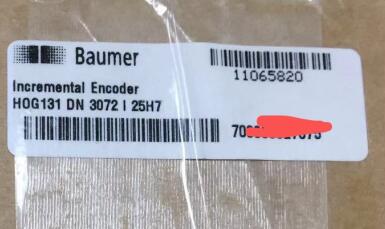 Baumer
11065820
Incremental Encoder
HOG131 DN 3072 I 25H7